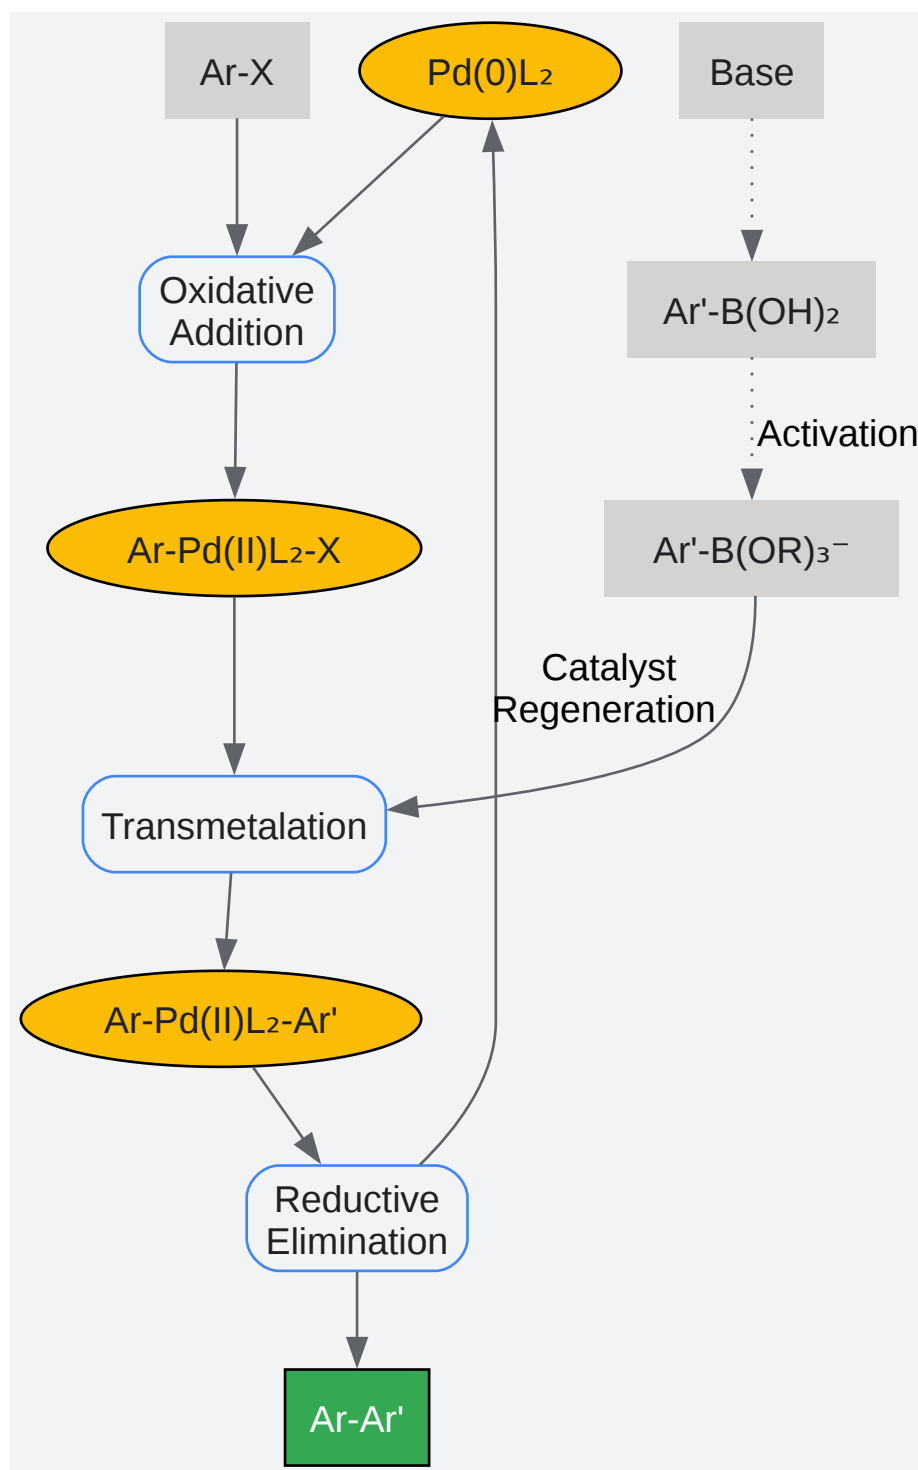 Ar-X
Pd(0)L₂
Base
Oxidative
Addition
Ar'-B(OH)₂
Activation
Ar-Pd(II)L₂-X
Ar'-B(OR)₃⁻
Catalyst
Regeneration
Transmetalation
Ar-Pd(II)L₂-Ar'
Reductive
Elimination
Ar-Ar'